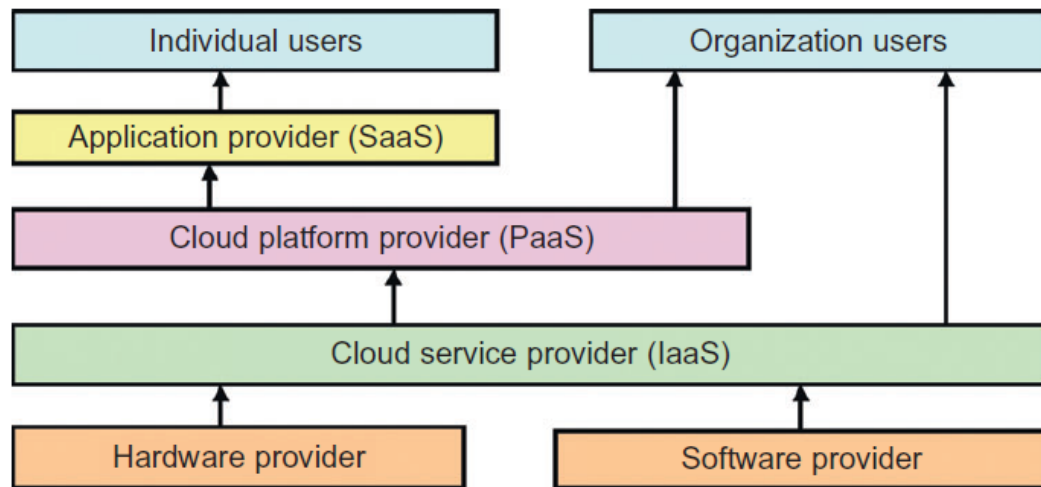 Individual users
Organization users
Application provider (SaaS)
Cloud platform provider (PaaS)
Cloud service provider (IaaS)
Hardware provider
Software provider